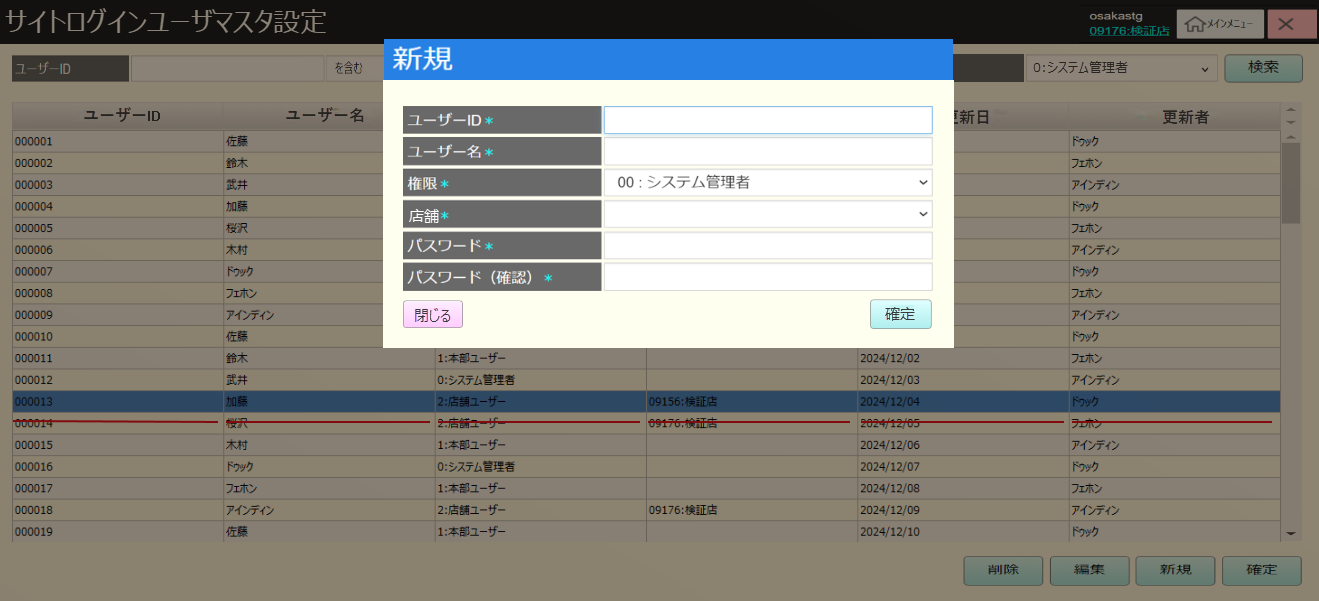 サイトログインユーザマスタ設定
osakastg
09176:検証店
メインメニュー
ユーザーID
を含む
0:システム管理者
検索
新規
ユーザーID*
ユーザー名*
権限*
00 : システム管理者
店舗*
パスワード*
パスワード（確認） *
閉じる
確定
ユーザーID ユーザー名 更新日 更新者
000001 佐藤 ドゥック
000002 鈴木 フェホン
000003 武井 アインディン
000004 加藤 ドゥック
000005 桜沢 フェホン
000006 木村 アインディン
000007 ドゥック ドゥック
000008 フェホン フェホン
000009 アインディン アインディン
000010 佐藤 ドゥック
000011 鈴木 1:本部ユーザー 2024/12/02 フェホン
000012 武井 0:システム管理者 2024/12/03 アインディン
000013 加藤 2:店舗ユーザー 09156:検証店 2024/12/04 ドゥック
000014 桜沢 2:店舗ユーザー 09176:検証店 2024/12/05 フェホン
000015 木村 1:本部ユーザー 2024/12/06 アインディン
000016 ドゥック 0:システム管理者 2024/12/07 ドゥック
000017 フェホン 1:本部ユーザー 2024/12/08 フェホン
000018 アインディン 2:店舗ユーザー 09176:検証店 2024/12/09 アインディン
000019 佐藤 1:本部ユーザー 2024/12/10 ドゥック
削除 編集 新規 確定